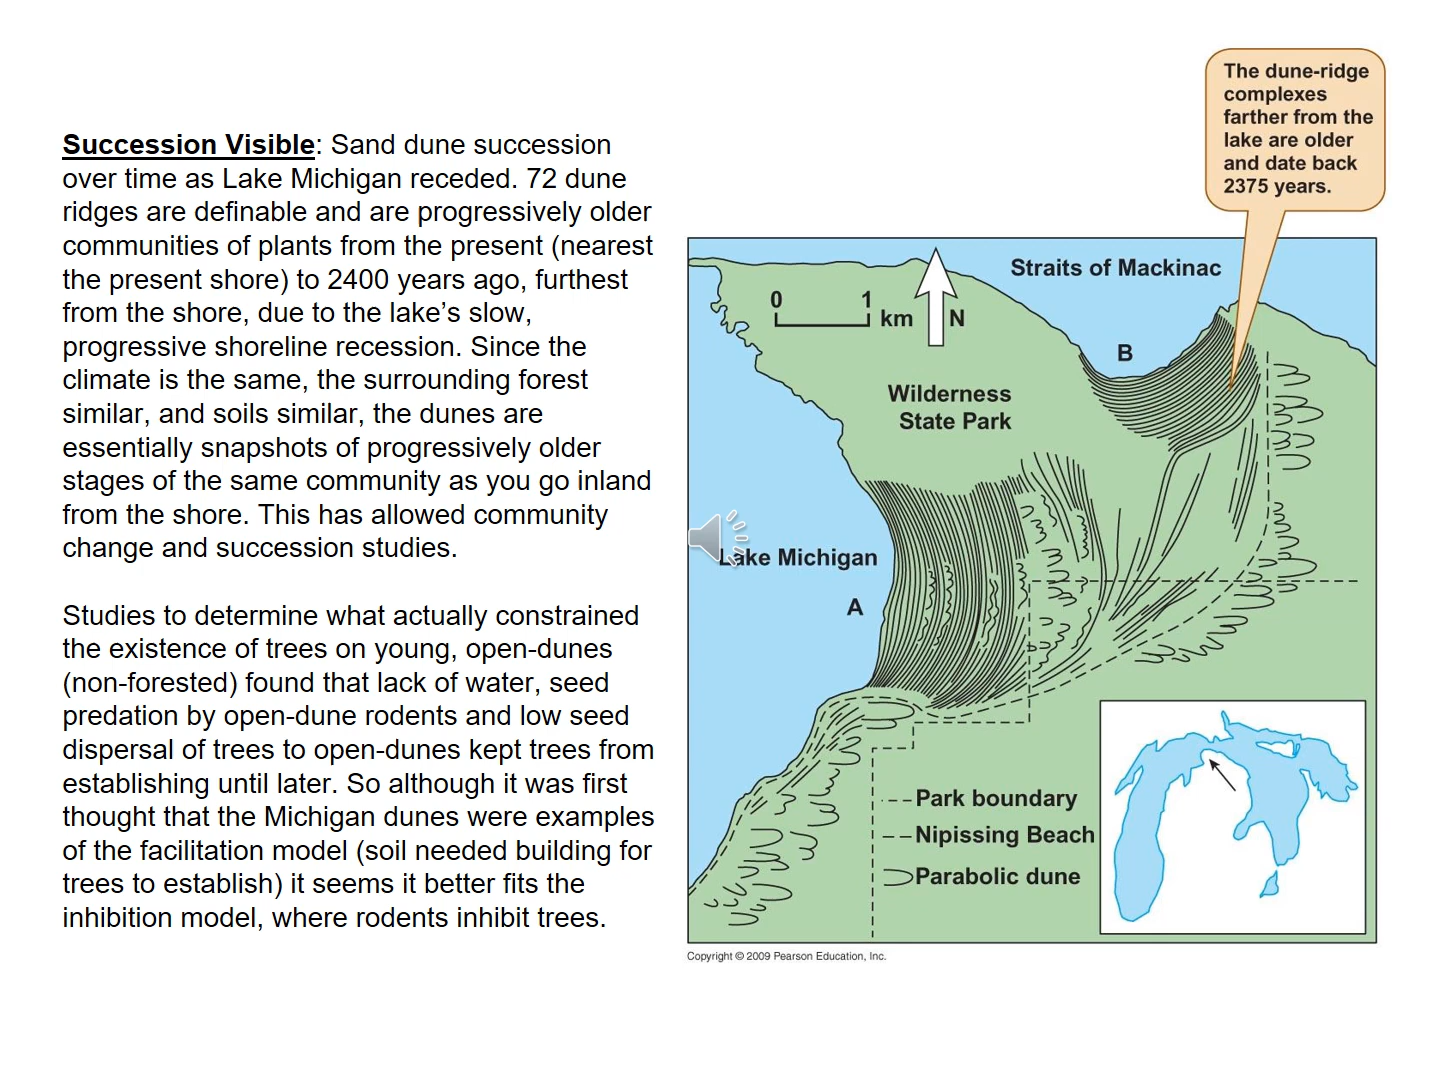 Succession Visible: Sand dune succession
over time as Lake Michigan receded. 72 dune
ridges are definable and are progressively older
communities of plants from the present (nearest
the present shore) to 2400 years ago, furthest
from the shore, due to the lake’s slow,
progressive shoreline recession. Since the
climate is the same, the surrounding forest
similar, and soils similar, the dunes are
essentially snapshots of progressively older
stages of the same community as you go inland
from the shore. This has allowed community
change and succession studies.
Studies to determine what actually constrained
the existence of trees on young, open-dunes
(non-forested) found that lack of water, seed
predation by open-dune rodents and low seed
dispersal of trees to open-dunes kept trees from
establishing until later. So although it was first
thought that the Michigan dunes were examples
of the facilitation model (soil needed building for
trees to establish) it seems it better fits the
inhibition model, where rodents inhibit trees.
The dune-ridge
complexes
farther from the
lake are older
and date back
2375 years.
Straits of Mackinac
0 1
km N
B
Wilderness
State Park
Lake Michigan
A
Park boundary
Nipissing Beach
Parabolic dune
Copyright © 2009 Pearson Education, Inc.